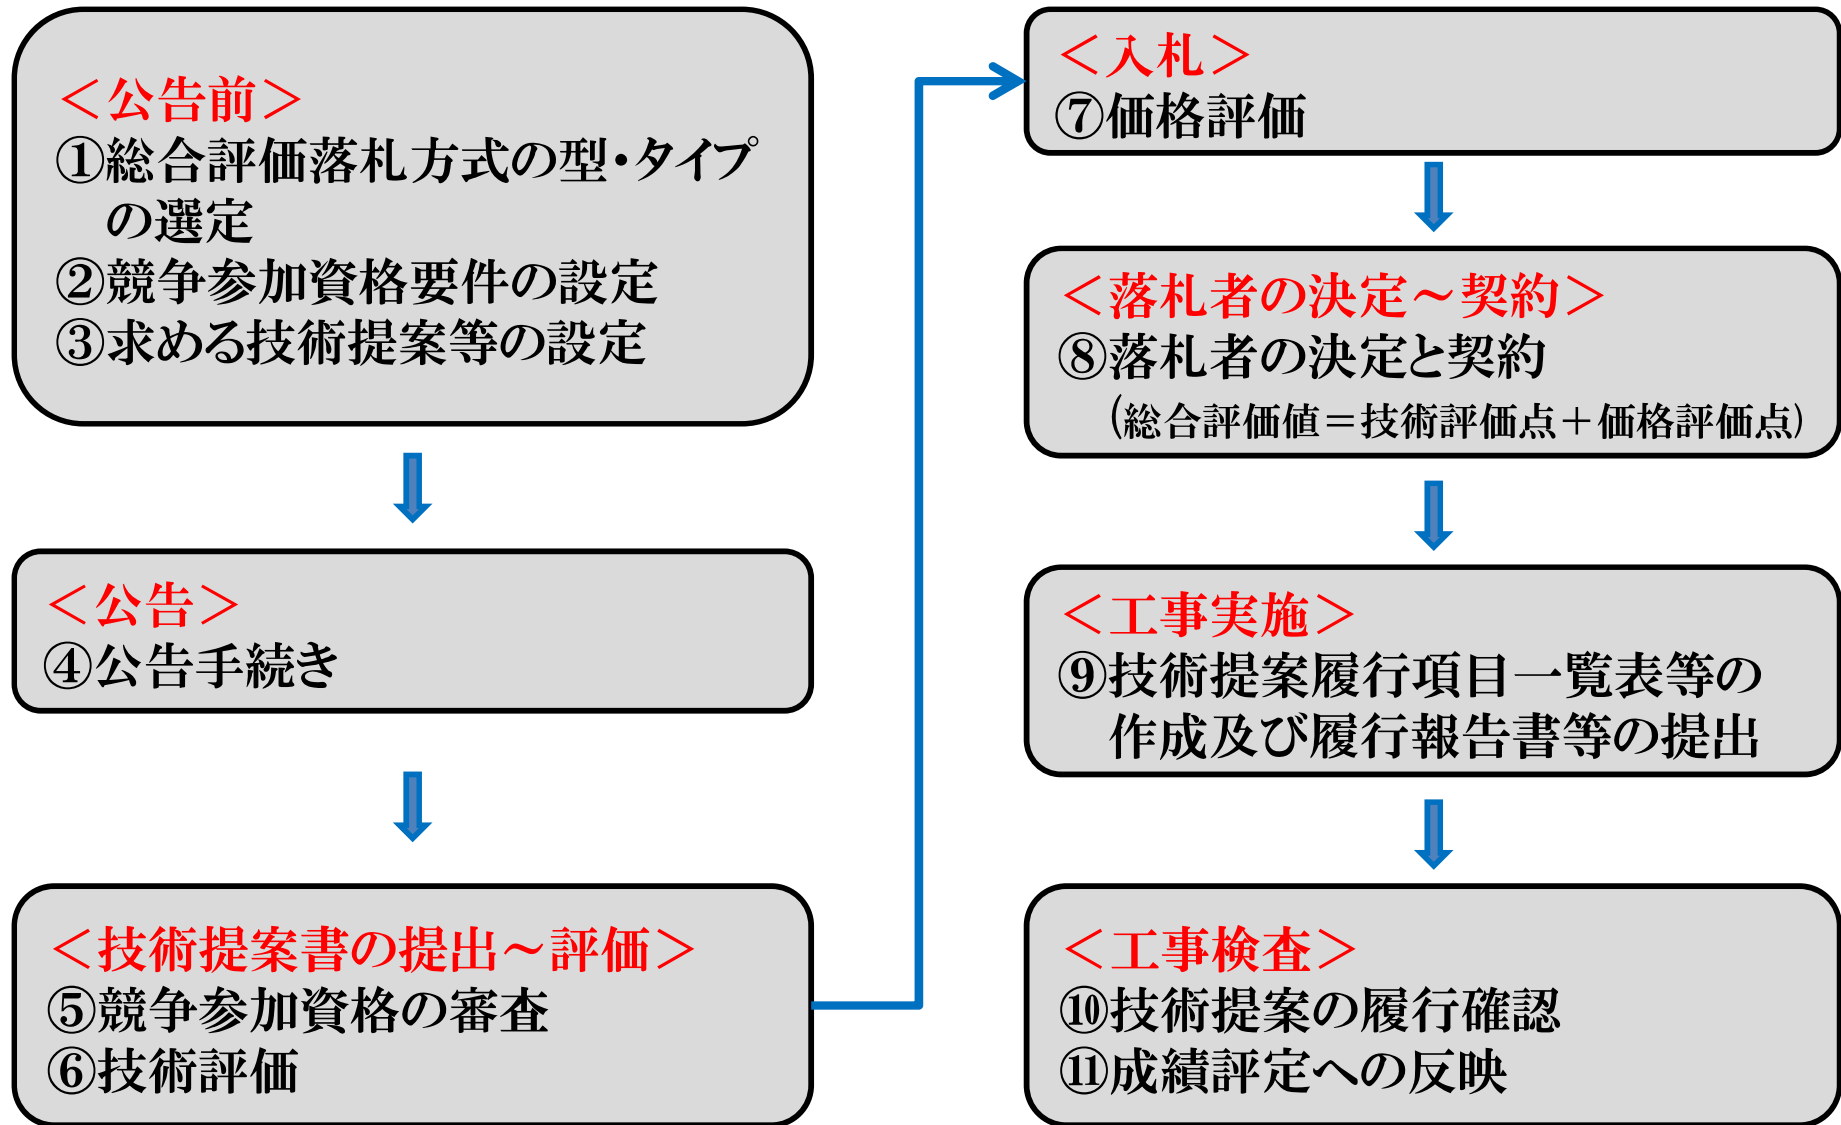 ＜公告前＞
①総合評価落札方式の型・タイプ
の選定
②競争参加資格要件の設定
③求める技術提案等の設定
＜公告＞
④公告手続き
＜技術提案書の提出～評価＞
⑤競争参加資格の審査
⑥技術評価
＜入札＞
⑦価格評価
＜落札者の決定～契約＞
⑧落札者の決定と契約
(総合評価値＝技術評価点＋価格評価点)
＜工事実施＞
⑨技術提案履行項目一覧表等の
作成及び履行報告書等の提出
＜工事検査＞
⑩技術提案の履行確認
⑪成績評定への反映